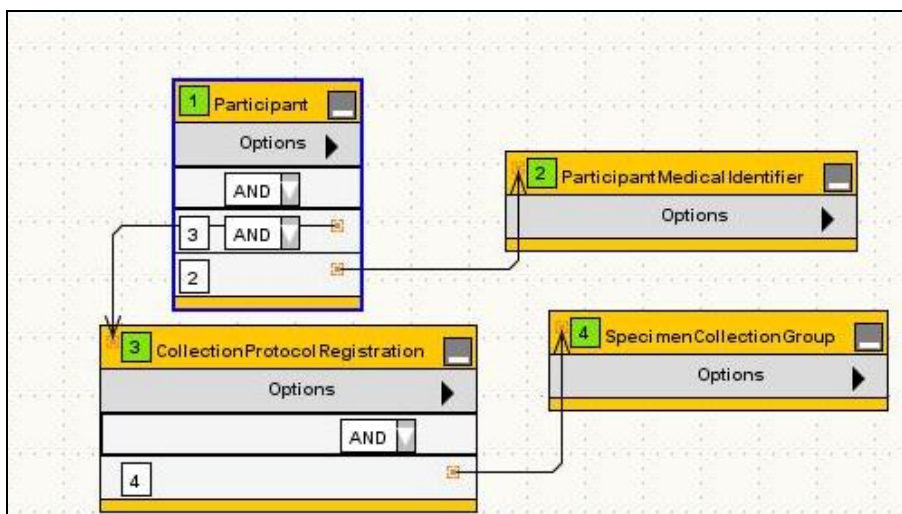 1 Participant
Options
AND
3 AND
2
2 ParticipantMedicalIdentifier
Options
3 CollectionProtocolRegistration
Options
AND
4
4 SpecimenCollectionGroup
Options